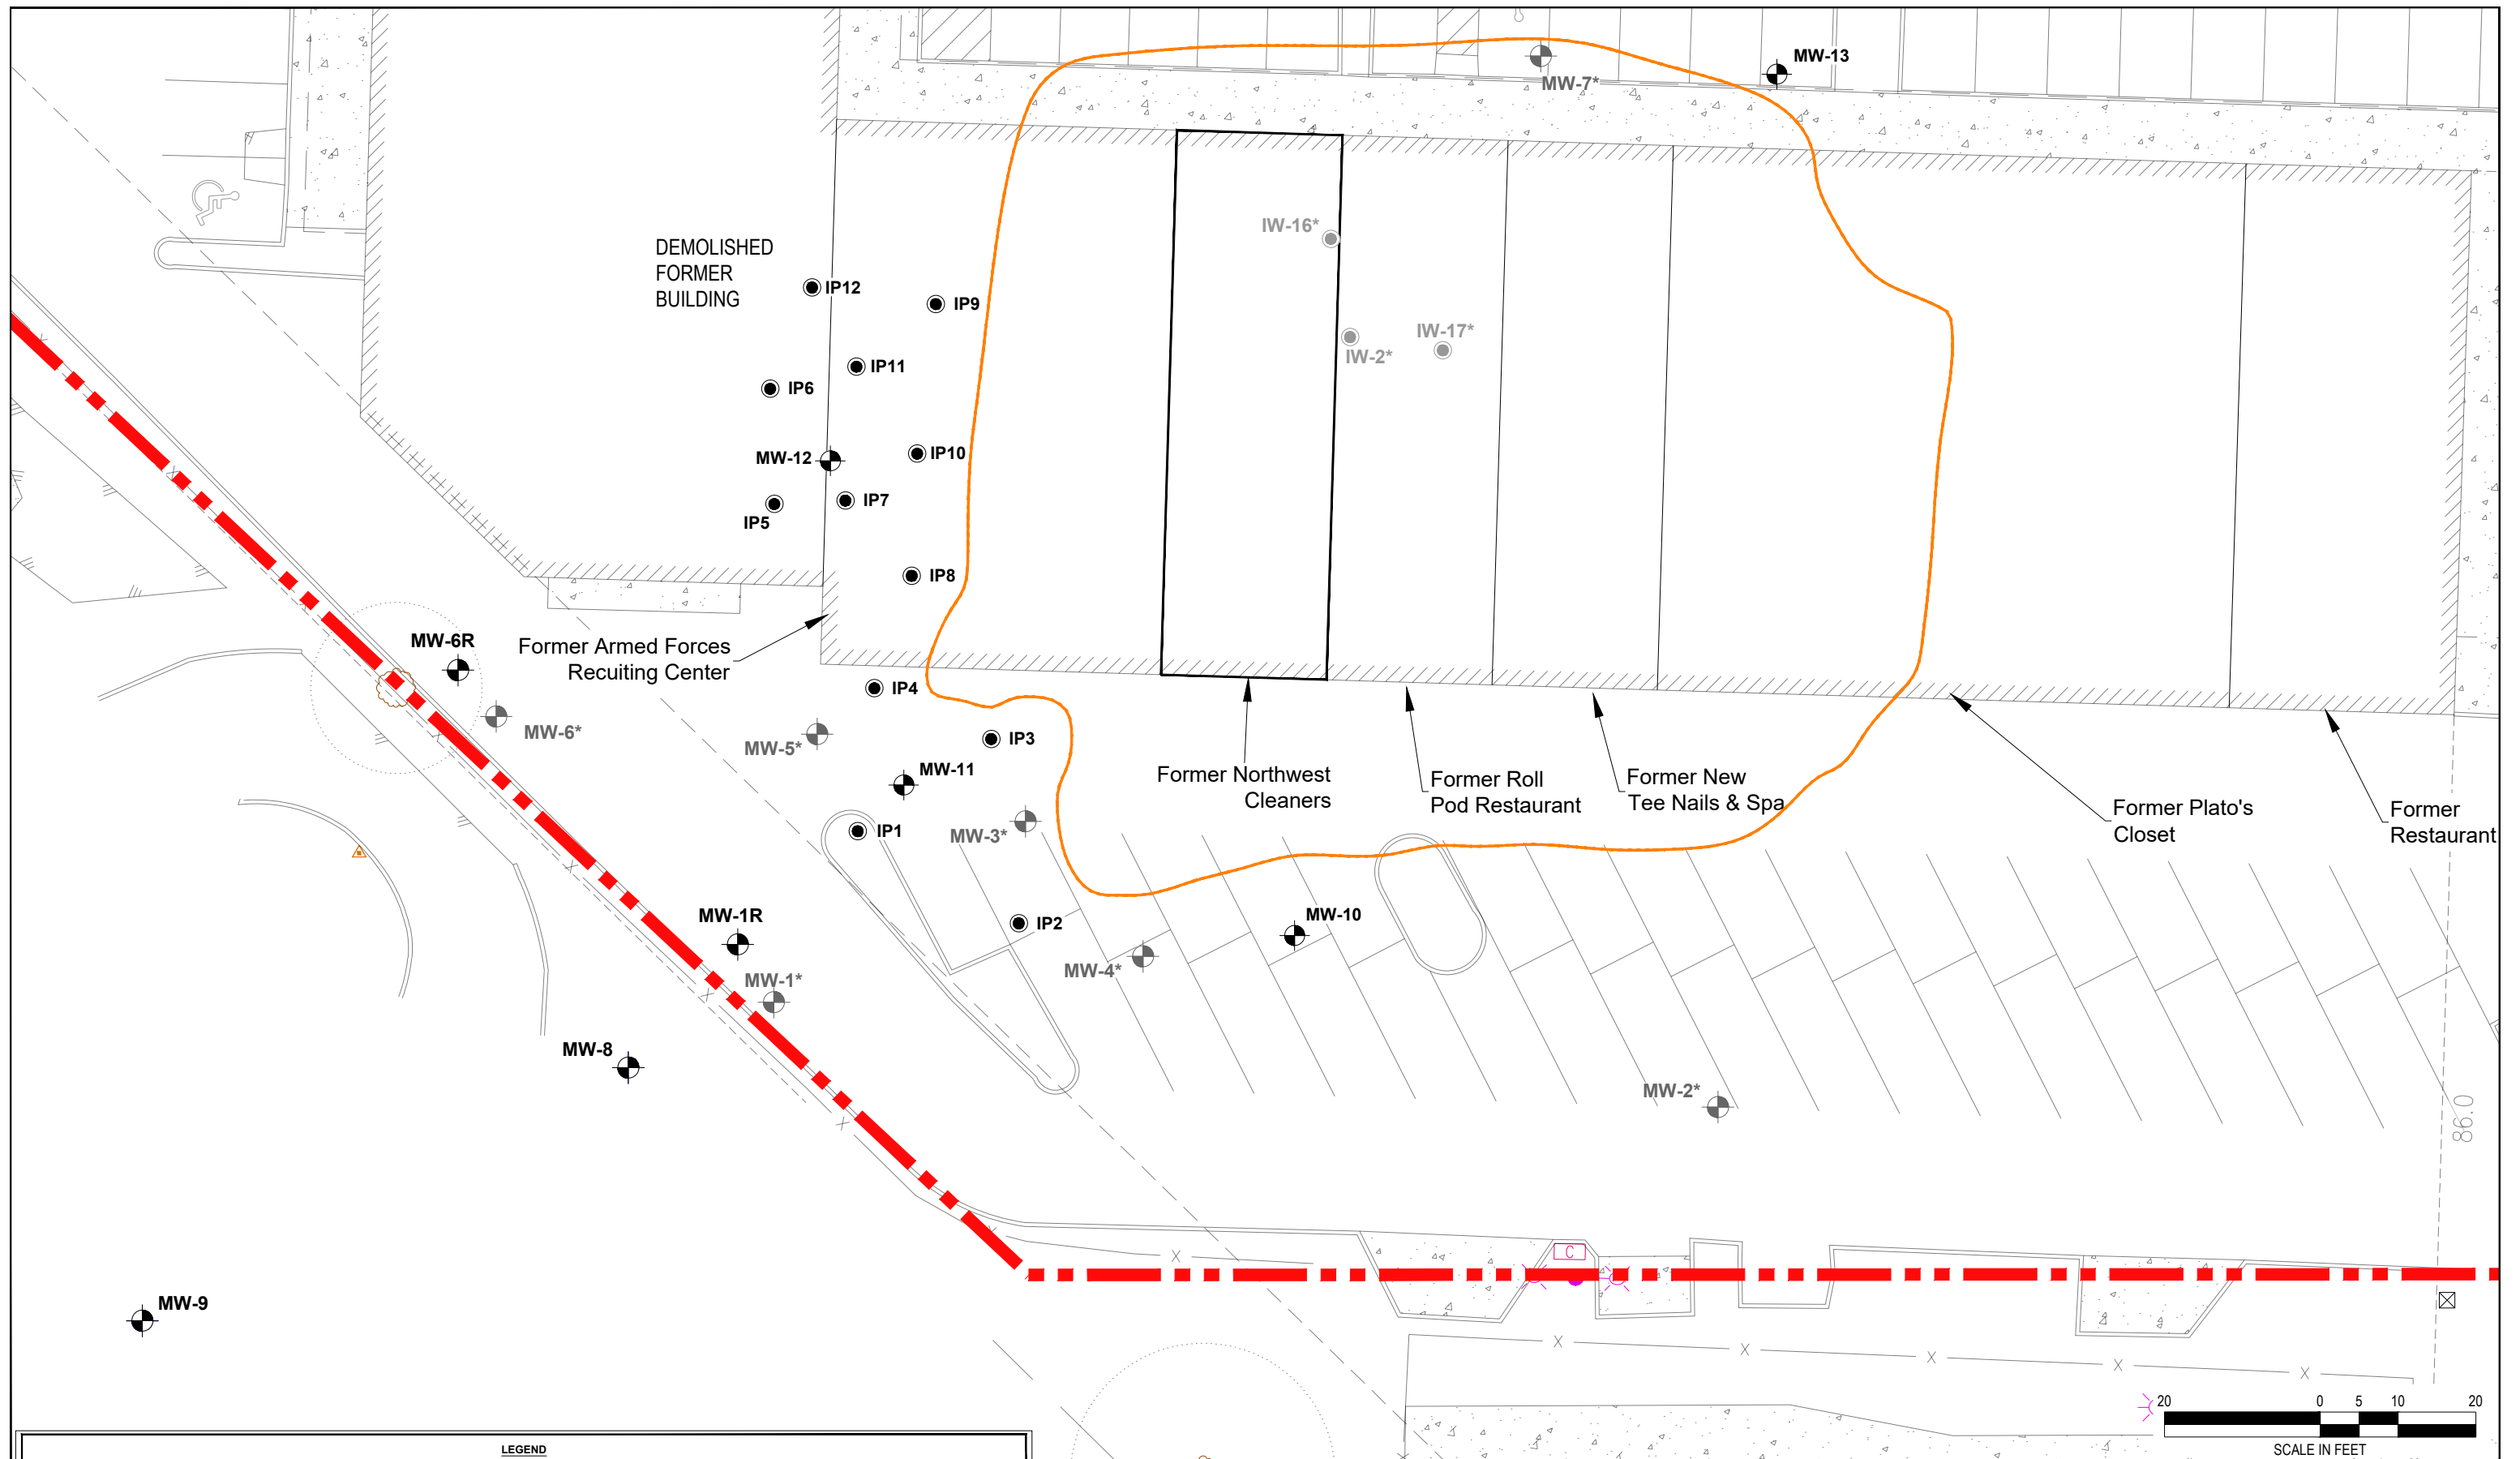 MW-13
MW-7*
IW-16*
DEMOLISHED
FORMER
BUILDING
IP12
IP9
IW-17*
IW-2*
IP11
IP6
IP10
MW-12
IP7
IP5
IP8
MW-6R
Former Armed Forces
Recuiting Center
IP4
MW-6*
MW-5*
IP3
MW-11
Former Northwest
Cleaners
Former Roll
Pod Restaurant
Former New
Tee Nails & Spa
Former Plato's
Closet
Former
Restaurant
IP1
MW-3*
MW-1R
IP2
MW-10
MW-4*
MW-1*
MW-8
MW-2*
86.0
C
MW-9
X X X X X
20 0 5 10 20
SCALE IN FEET
LEGEND